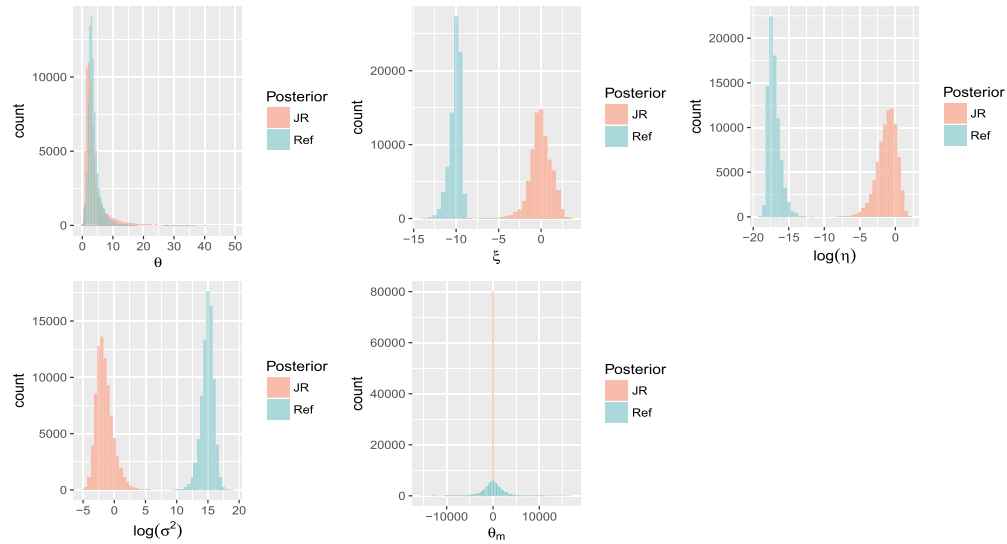 count
10000
5000
0
0
10
20
30
40
50
θ
Posterior
JR
Ref
count
20000
10000
0
−15
−10
−5
0
ξ
Posterior
JR
Ref
count
20000
15000
10000
5000
0
−20
−15
−10
−5
0
log(η)
Posterior
JR
Ref
count
15000
10000
5000
0
−5
0
5
10
15
20
log(σ²)
Posterior
JR
Ref
count
80000
60000
40000
20000
0
−10000
0
10000
θm
Posterior
JR
Ref